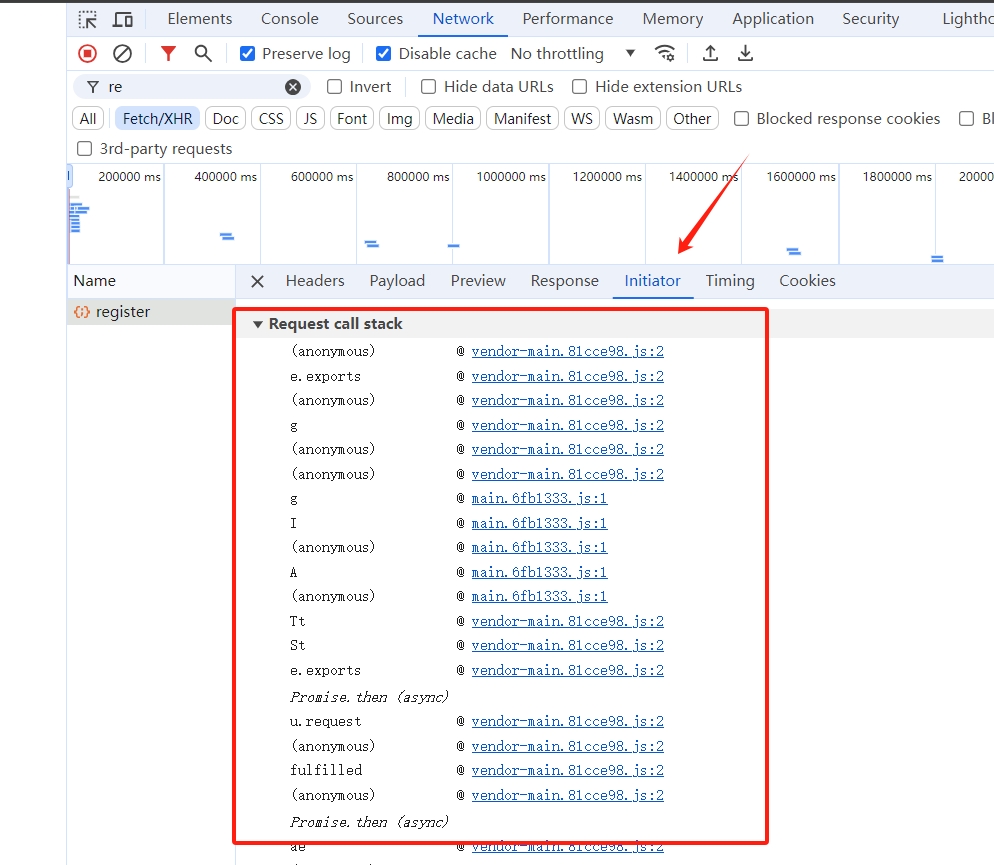 Elements Console Sources Network Performance Memory Application Security Lightho
Preserve log Disable cache No throttling
re Invert Hide data URLs Hide extension URLs
All Fetch/XHR Doc CSS JS Font Img Media Manifest WS Wasm Other Blocked response cookies Bl
3rd-party requests
200000 ms 400000 ms 600000 ms 800000 ms 1000000 ms 1200000 ms 1400000 ms 1600000 ms 1800000 ms 20000
Name Headers Payload Preview Response Initiator Timing Cookies
{;} register
Request call stack
(anonymous) @ vendor-main.81cce98.js:2
e.exports @ vendor-main.81cce98.js:2
(anonymous) @ vendor-main.81cce98.js:2
g @ vendor-main.81cce98.js:2
(anonymous) @ vendor-main.81cce98.js:2
(anonymous) @ vendor-main.81cce98.js:2
g @ main.6fb1333.js:1
I @ main.6fb1333.js:1
(anonymous) @ main.6fb1333.js:1
A @ main.6fb1333.js:1
(anonymous) @ main.6fb1333.js:1
Tt @ vendor-main.81cce98.js:2
St @ vendor-main.81cce98.js:2
e.exports @ vendor-main.81cce98.js:2
Promise.then (async)
u.request @ vendor-main.81cce98.js:2
(anonymous) @ vendor-main.81cce98.js:2
fulfilled @ vendor-main.81cce98.js:2
(anonymous) @ vendor-main.81cce98.js:2
Promise.then (async)
ae @ vendor-main.81cce98.js:2